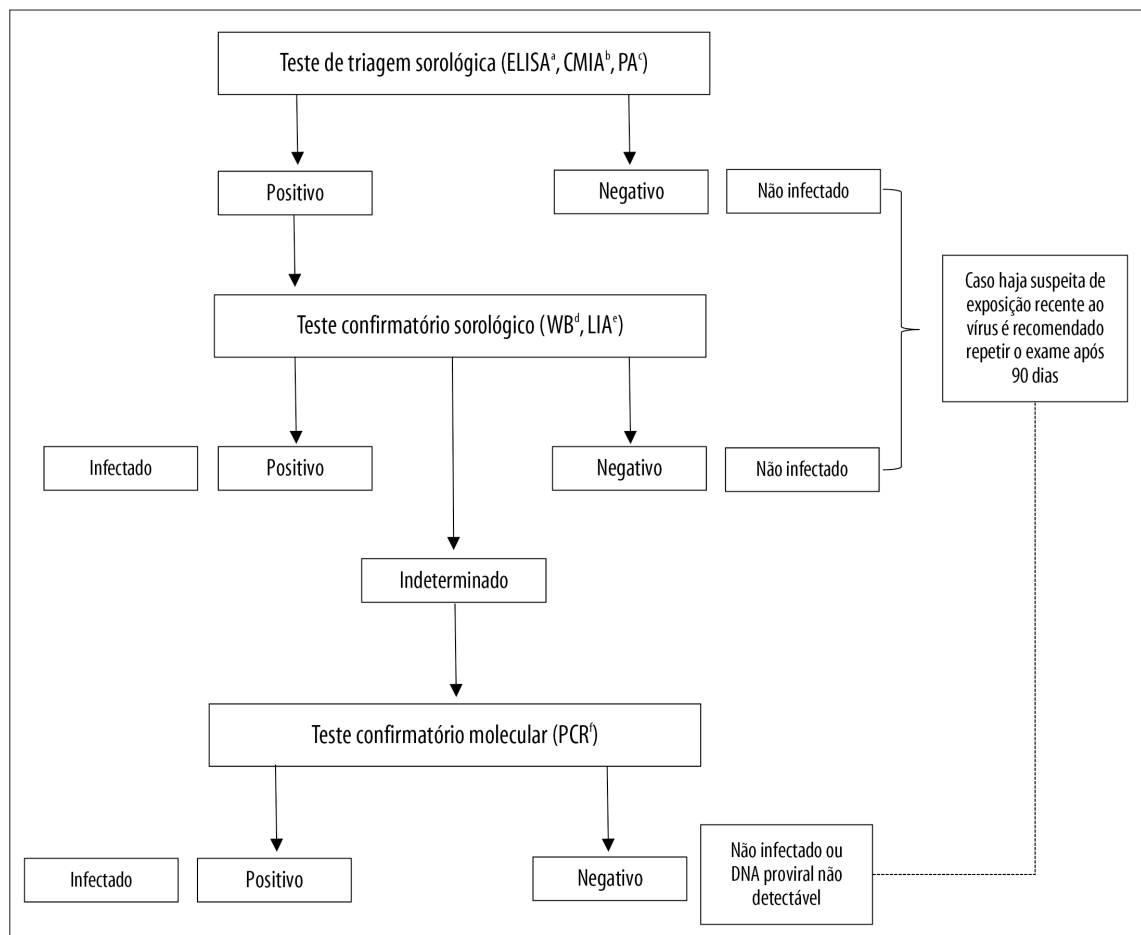 Teste de triagem sorológica (ELISAᵃ, CMIAᵇ, PAᶜ)
Positivo
Negativo
Não infectado
Caso haja suspeita de
exposição recente ao
vírus é recomendado
repetir o exame após
90 dias
Teste confirmatório sorológico (WBᵈ, LIAᵉ)
Infectado
Positivo
Negativo
Não infectado
Indeterminado
Teste confirmatório molecular (PCRᶠ)
Infectado
Positivo
Negativo
Não infectado ou
DNA proviral não
detectável